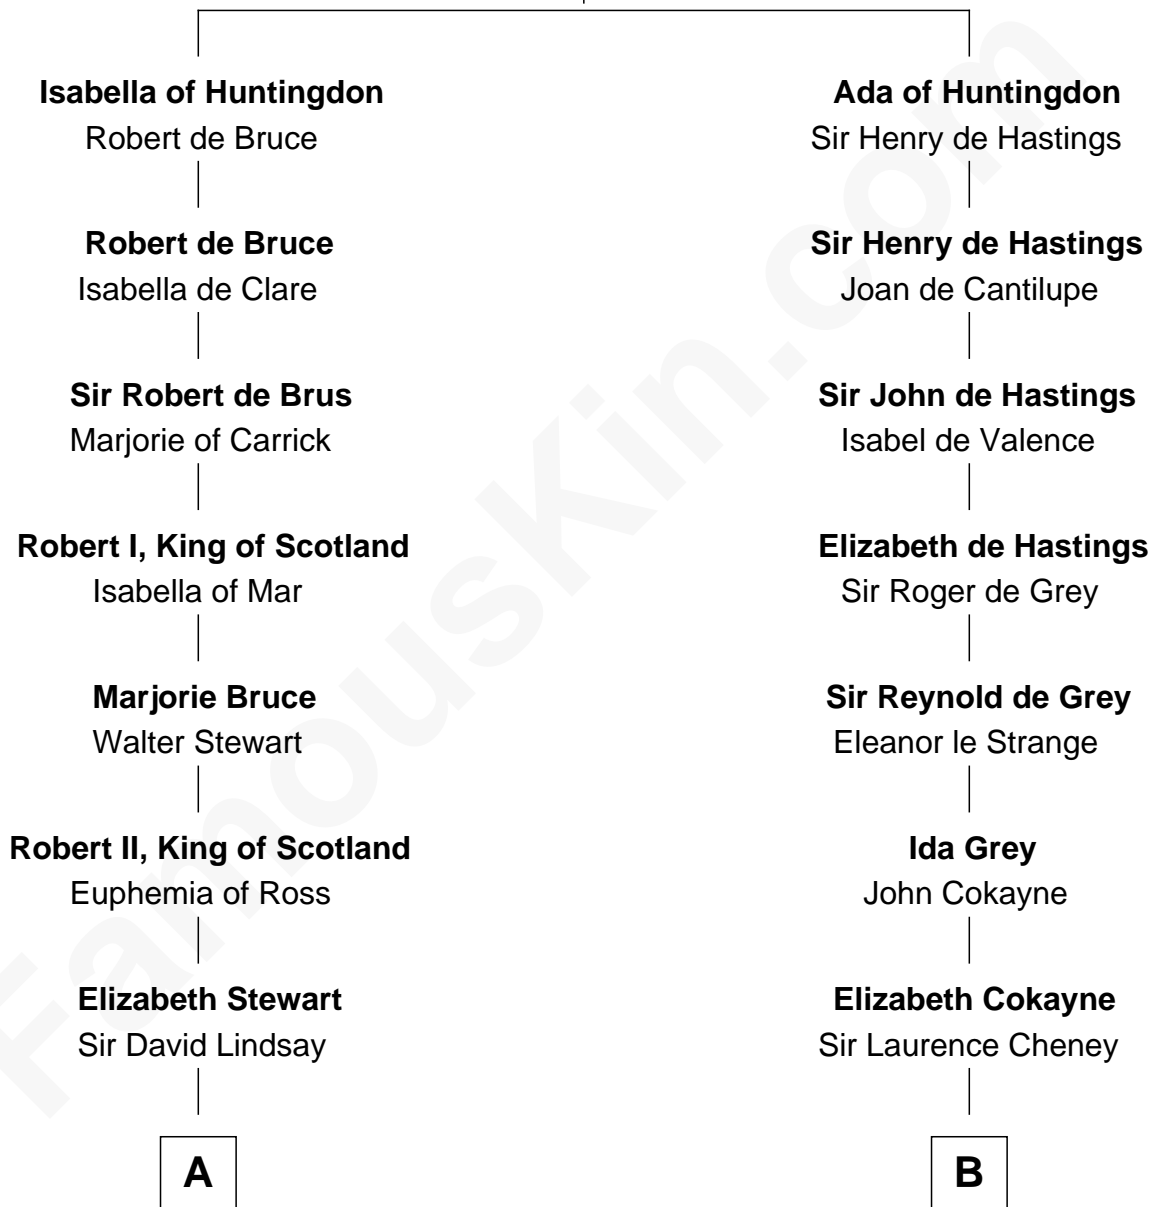 Isabella of Huntingdon
Robert de Bruce
Robert de Bruce
Isabella de Clare
Sir Robert de Brus
Marjorie of Carrick
Robert I, King of Scotland
Isabella of Mar
Marjorie Bruce
Walter Stewart
Robert II, King of Scotland
Euphemia of Ross
Elizabeth Stewart
Sir David Lindsay
A
Ada of Huntingdon
Sir Henry de Hastings
Sir Henry de Hastings
Joan de Cantilupe
Sir John de Hastings
Isabel de Valence
Elizabeth de Hastings
Sir Roger de Grey
Sir Reynold de Grey
Eleanor le Strange
Ida Grey
John Cokayne
Elizabeth Cokayne
Sir Laurence Cheney
B
FamousKin.com